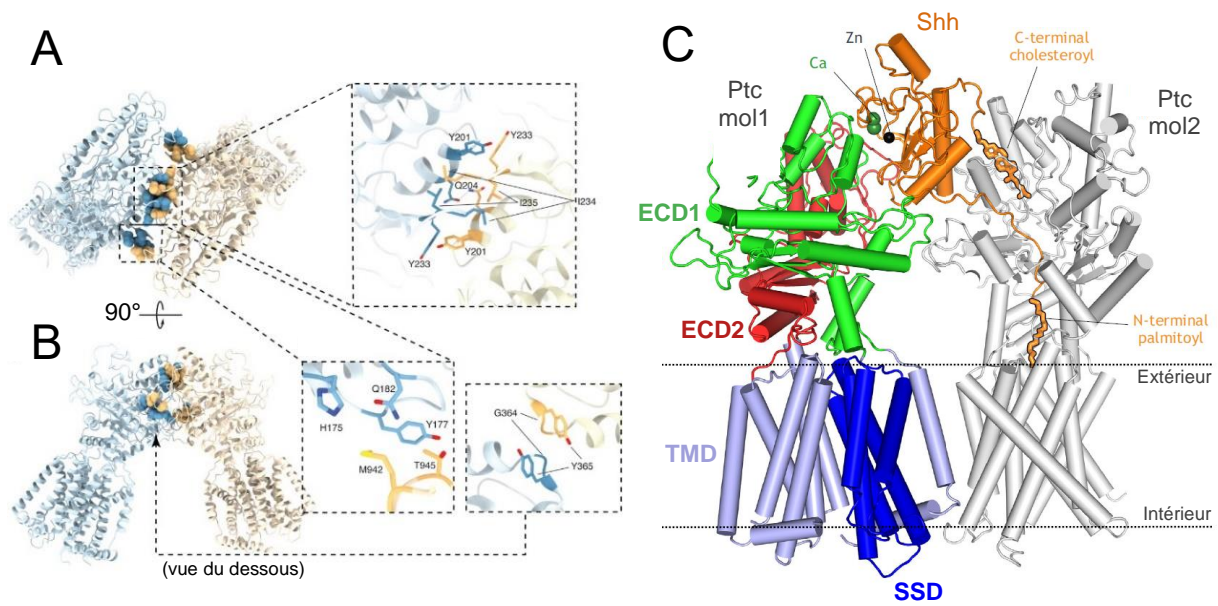 A
Y201
Y233
Q204
I235
I234
Y201
Y233
90°
B
Q182
H175
Y177
M942
T945
G364
Y365
(vue du dessous)
C
Shh
C-terminal
cholesteroyl
Zn
Ca
Ptc
mol1
Ptc
mol2
ECD1
ECD2
N-terminal
palmitoyl
Extérieur
TMD
Intérieur
SSD